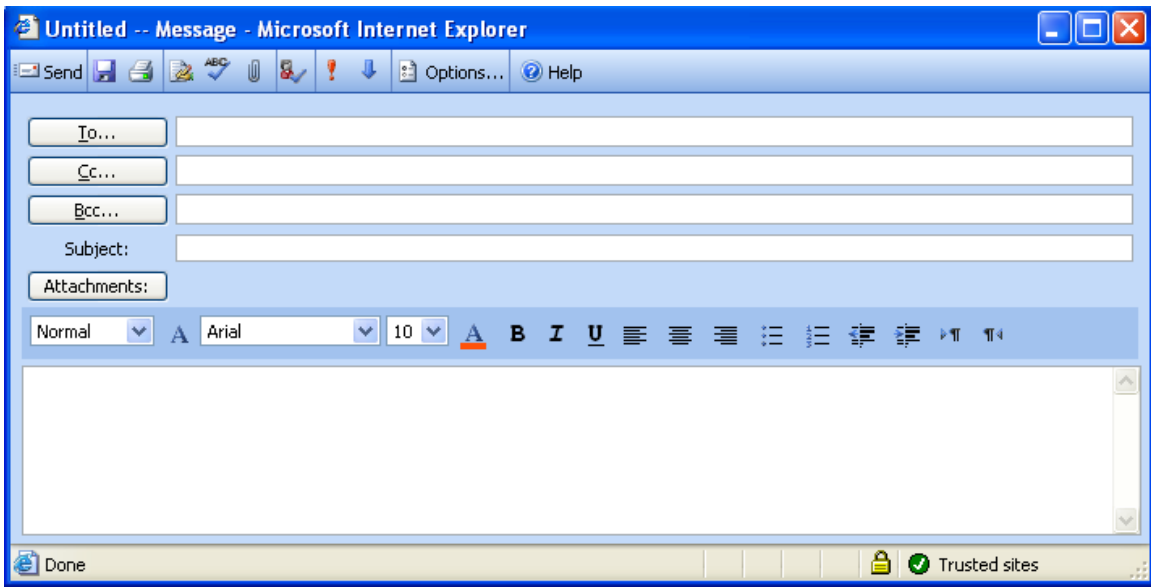 Untitled -- Message - Microsoft Internet Explorer
Send ABC Options... Help
To...
Cc...
Bcc...
Subject:
Attachments:
Normal A Arial 10 A B I U
Done Trusted sites